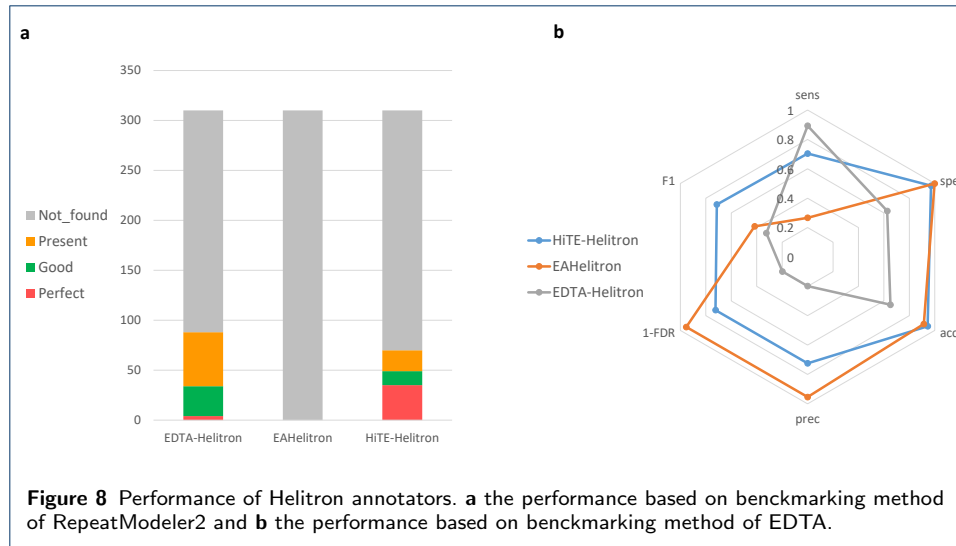 a
350
300
250
200
150
100
50
0
Not_found
Present
Good
Perfect
EDTA-Helitron
EAHelitron
HiTE-Helitron
b
sens
1
0.8
0.6
0.4
0.2
0
F1
spe
1-FDR
acc
prec
HiTE-Helitron
EAHelitron
EDTA-Helitron
Figure 8 Performance of Helitron annotators. a the performance based on benckmarking method
of RepeatModeler2 and b the performance based on benckmarking method of EDTA.